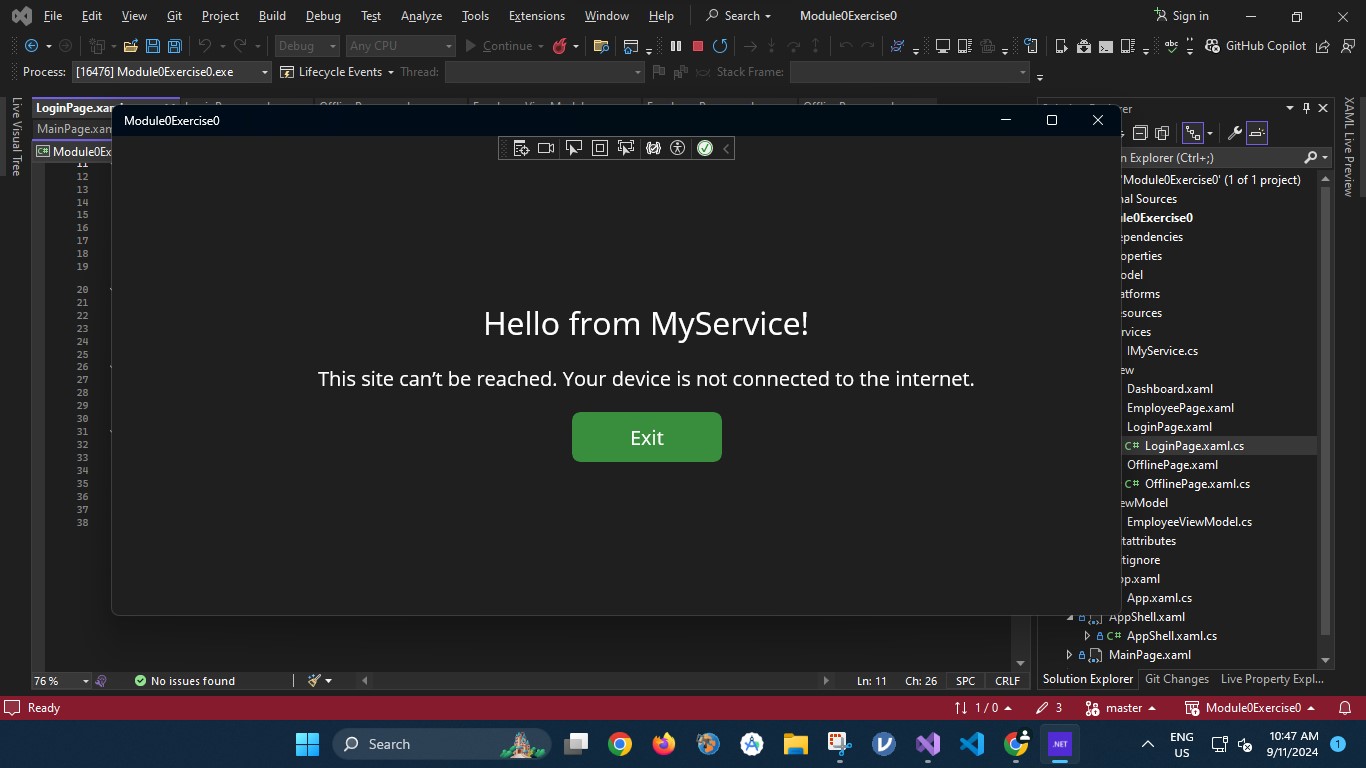 File Edit View Git Project Build Debug Test Analyze Tools Extensions Window Help Search Module0Exercise0 Sign in
Debug Any CPU Continue GitHub Copilot
Process: [16476] Module0Exercise0.exe Lifecycle Events Thread: Stack Frame:
Live Visual Tree
XAML Live Preview
LoginPage.xam
MainPage.xam
Module0Ex
Module0Exercise0
11
12
13
14
15
16
17
18
19
20
21
22
23
24
25
26
27
28
29
30
31
32
33
34
35
36
37
38
Hello from MyService!
This site can't be reached. Your device is not connected to the internet.
Exit
n Explorer (Ctrl+;)
'Module0Exercise0' (1 of 1 project)
nal Sources
ule0Exercise0
ependencies
operties
odel
atforms
esources
rvices
IMyService.cs
ew
Dashboard.xaml
EmployeePage.xaml
LoginPage.xaml
C# LoginPage.xaml.cs
OfflinePage.xaml
C# OfflinePage.xaml.cs
ewModel
EmployeeViewModel.cs
tattributes
tignore
pp.xaml
App.xaml.cs
AppShell.xaml
C# AppShell.xaml.cs
MainPage.xaml
76 % No issues found Ln: 11 Ch: 26 SPC CRLF
Solution Explorer Git Changes Live Property Expl...
Ready 1 / 0 3 master Module0Exercise0
Search
.NET
ENG
US
10:47 AM
9/11/2024
1